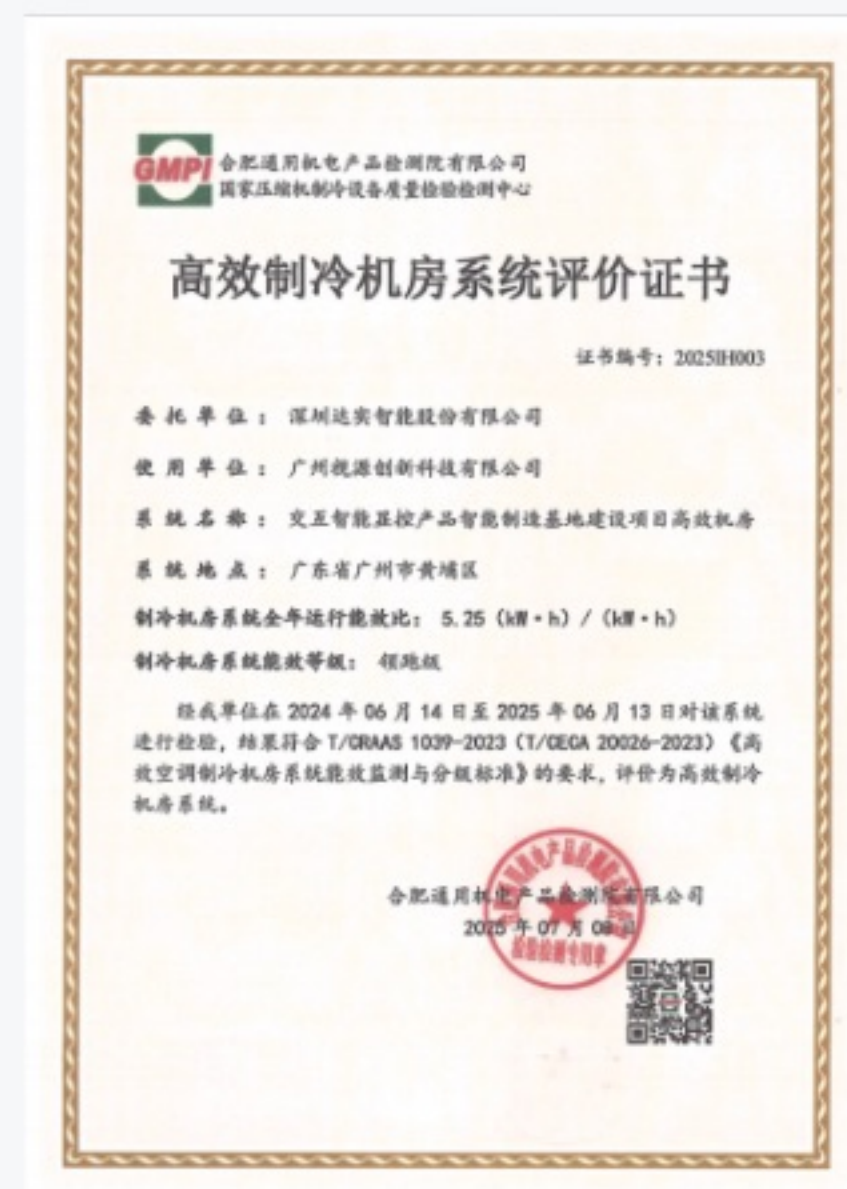 GMPI
合肥通用机电产品检测院有限公司
国家压缩机制冷设备质量检验检测中心
高效制冷机房系统评价证书
证书编号：2025IH003
委托单位：深圳达实智能股份有限公司
使用单位：广州视源创新科技有限公司
系统名称：交互智能显控产品智能制造基地建设项目高效机房
系统地点：广东省广州市黄埔区
制冷机房系统全年运行能效比：5.25（kW·h）/（kW·h）
制冷机房系统能效等级：领跑级
经我单位在2024年06月14日至2025年06月13日对该系统
进行检验，结果符合T/CRAAS 1039-2023（T/CECA 20026-2023）《高
效空调制冷机房系统能效监测与分级标准》的要求，评价为高效制冷
机房系统。
合肥通用机电产品检测院有限公司
2025年07月08日
检验检测专用章